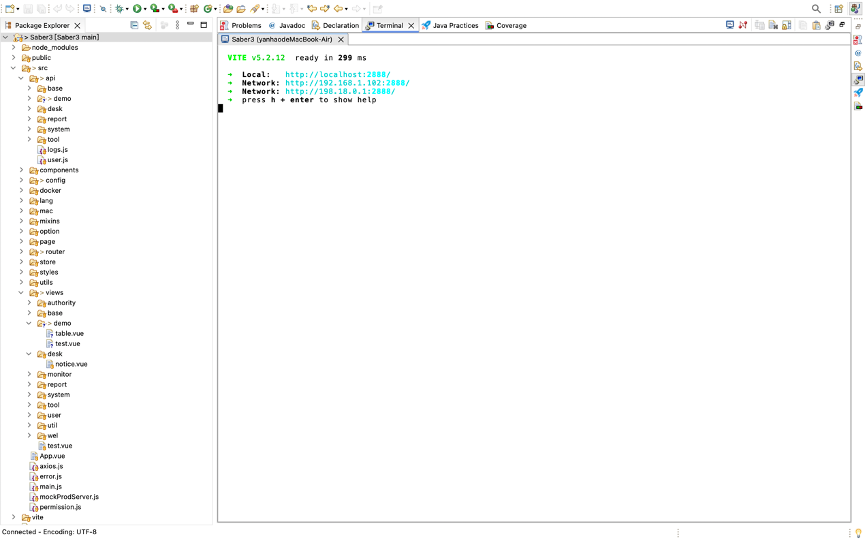 Package Explorer
Problems
Javadoc
Declaration
Terminal
Java Practices
Coverage
> Saber3 [Saber3 main]
node_modules
public
> src
> api
base
> demo
desk
report
system
tool
logs.js
user.js
components
> config
docker
lang
mac
mixins
option
page
> router
store
styles
utils
> views
authority
base
> demo
table.vue
test.vue
desk
notice.vue
monitor
report
system
tool
user
util
wel
test.vue
App.vue
axios.js
error.js
main.js
mockProdServer.js
permission.js
vite
Saber3 (yanhaodeMacBook-Air)
VITE v5.2.12 ready in 299 ms
➜ Local: http://localhost:2888/
➜ Network: http://192.168.1.102:2888/
➜ Network: http://198.18.0.1:2888/
➜ press h + enter to show help
Connected - Encoding: UTF-8